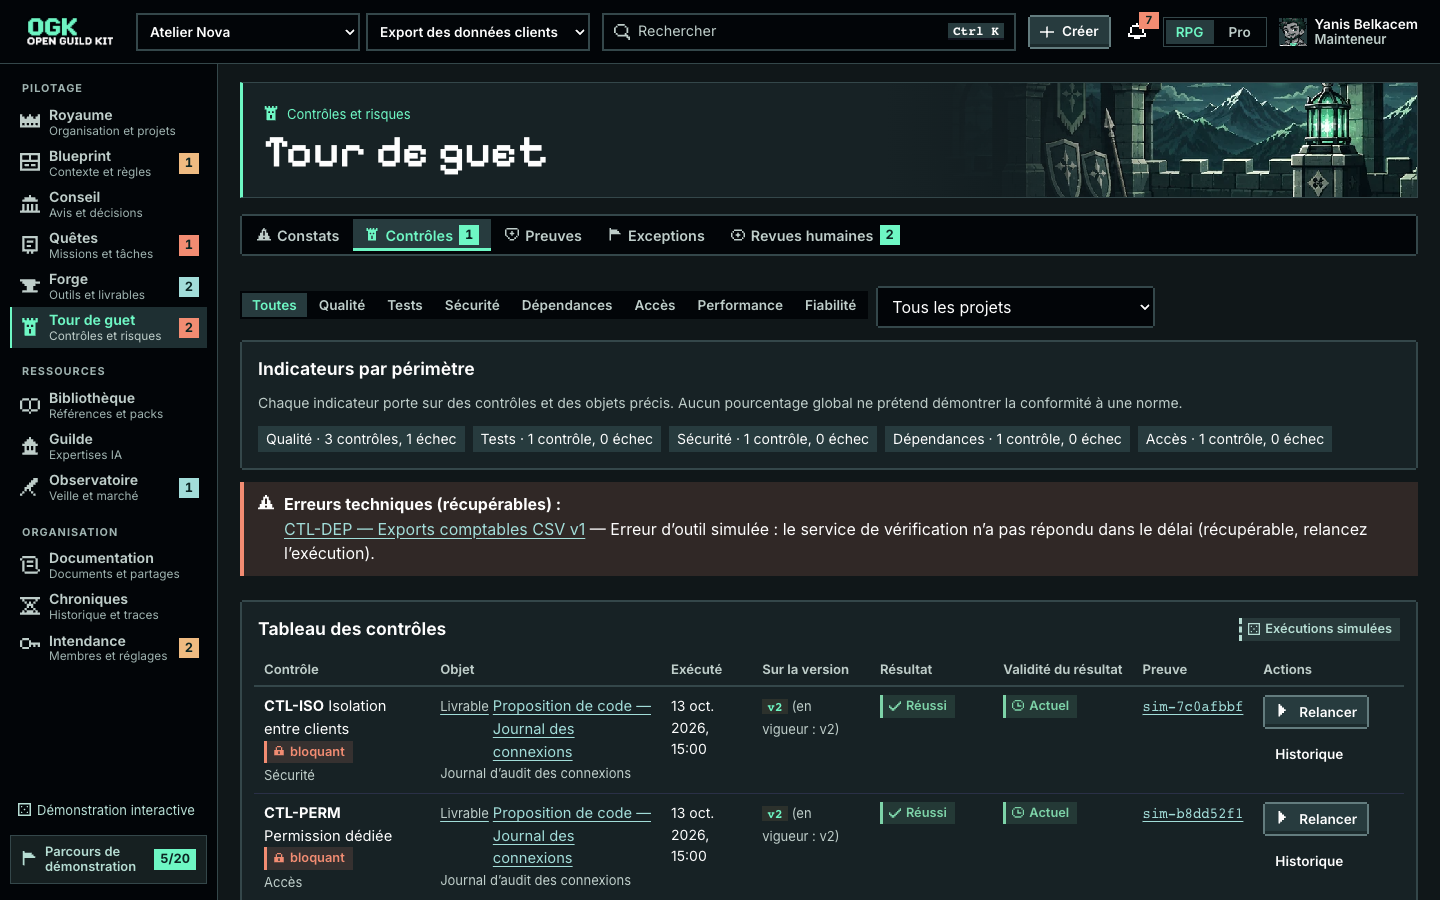 OGK
OPEN GUILD KIT
Atelier Nova
Export des données clients
Rechercher
Ctrl K
Créer
7
RPG
Pro
Yanis Belkacem
Mainteneur
PILOTAGE
Royaume
Organisation et projets
Blueprint
Contexte et règles
1
Conseil
Avis et décisions
Quêtes
Missions et tâches
1
Forge
Outils et livrables
2
Tour de guet
Contrôles et risques
2
RESSOURCES
Bibliothèque
Références et packs
Guilde
Expertises IA
Observatoire
Veille et marché
1
ORGANISATION
Documentation
Documents et partages
Chroniques
Historique et traces
Intendance
Membres et réglages
2
Démonstration interactive
Parcours de
démonstration
5/20
Contrôles et risques
Tour de guet
Constats
Contrôles 1
Preuves
Exceptions
Revues humaines 2
Toutes
Qualité
Tests
Sécurité
Dépendances
Accès
Performance
Fiabilité
Tous les projets
Indicateurs par périmètre
Chaque indicateur porte sur des contrôles et des objets précis. Aucun pourcentage global ne prétend démontrer la conformité à une norme.
Qualité · 3 contrôles, 1 échec
Tests · 1 contrôle, 0 échec
Sécurité · 1 contrôle, 0 échec
Dépendances · 1 contrôle, 0 échec
Accès · 1 contrôle, 0 échec
Erreurs techniques (récupérables) :
CTL-DEP — Exports comptables CSV v1 — Erreur d’outil simulée : le service de vérification n’a pas répondu dans le délai (récupérable, relancez
l’exécution).
Tableau des contrôles
Exécutions simulées
Contrôle
Objet
Exécuté
Sur la version
Résultat
Validité du résultat
Preuve
Actions
CTL-ISO Isolation
entre clients
bloquant
Sécurité
Livrable Proposition de code —
Journal des
connexions
Journal d’audit des connexions
13 oct.
2026,
15:00
v2 (en
vigueur : v2)
Réussi
Actuel
sim-7c0afbbf
Relancer
Historique
CTL-PERM
Permission dédiée
bloquant
Accès
Livrable Proposition de code —
Journal des
connexions
Journal d’audit des connexions
13 oct.
2026,
15:00
v2 (en
vigueur : v2)
Réussi
Actuel
sim-b8dd52f1
Relancer
Historique